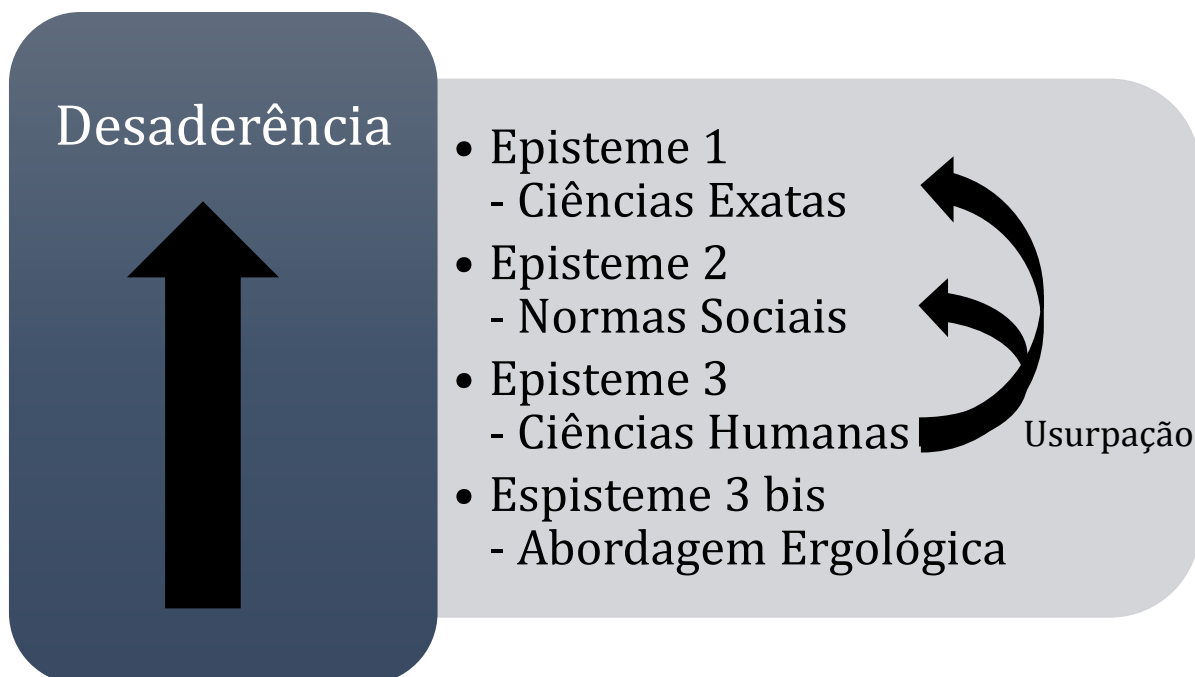 Desaderência
• Episteme 1
- Ciências Exatas
• Episteme 2
- Normas Sociais
• Episteme 3
- Ciências Humanas
Usurpação
• Espisteme 3 bis
- Abordagem Ergológica